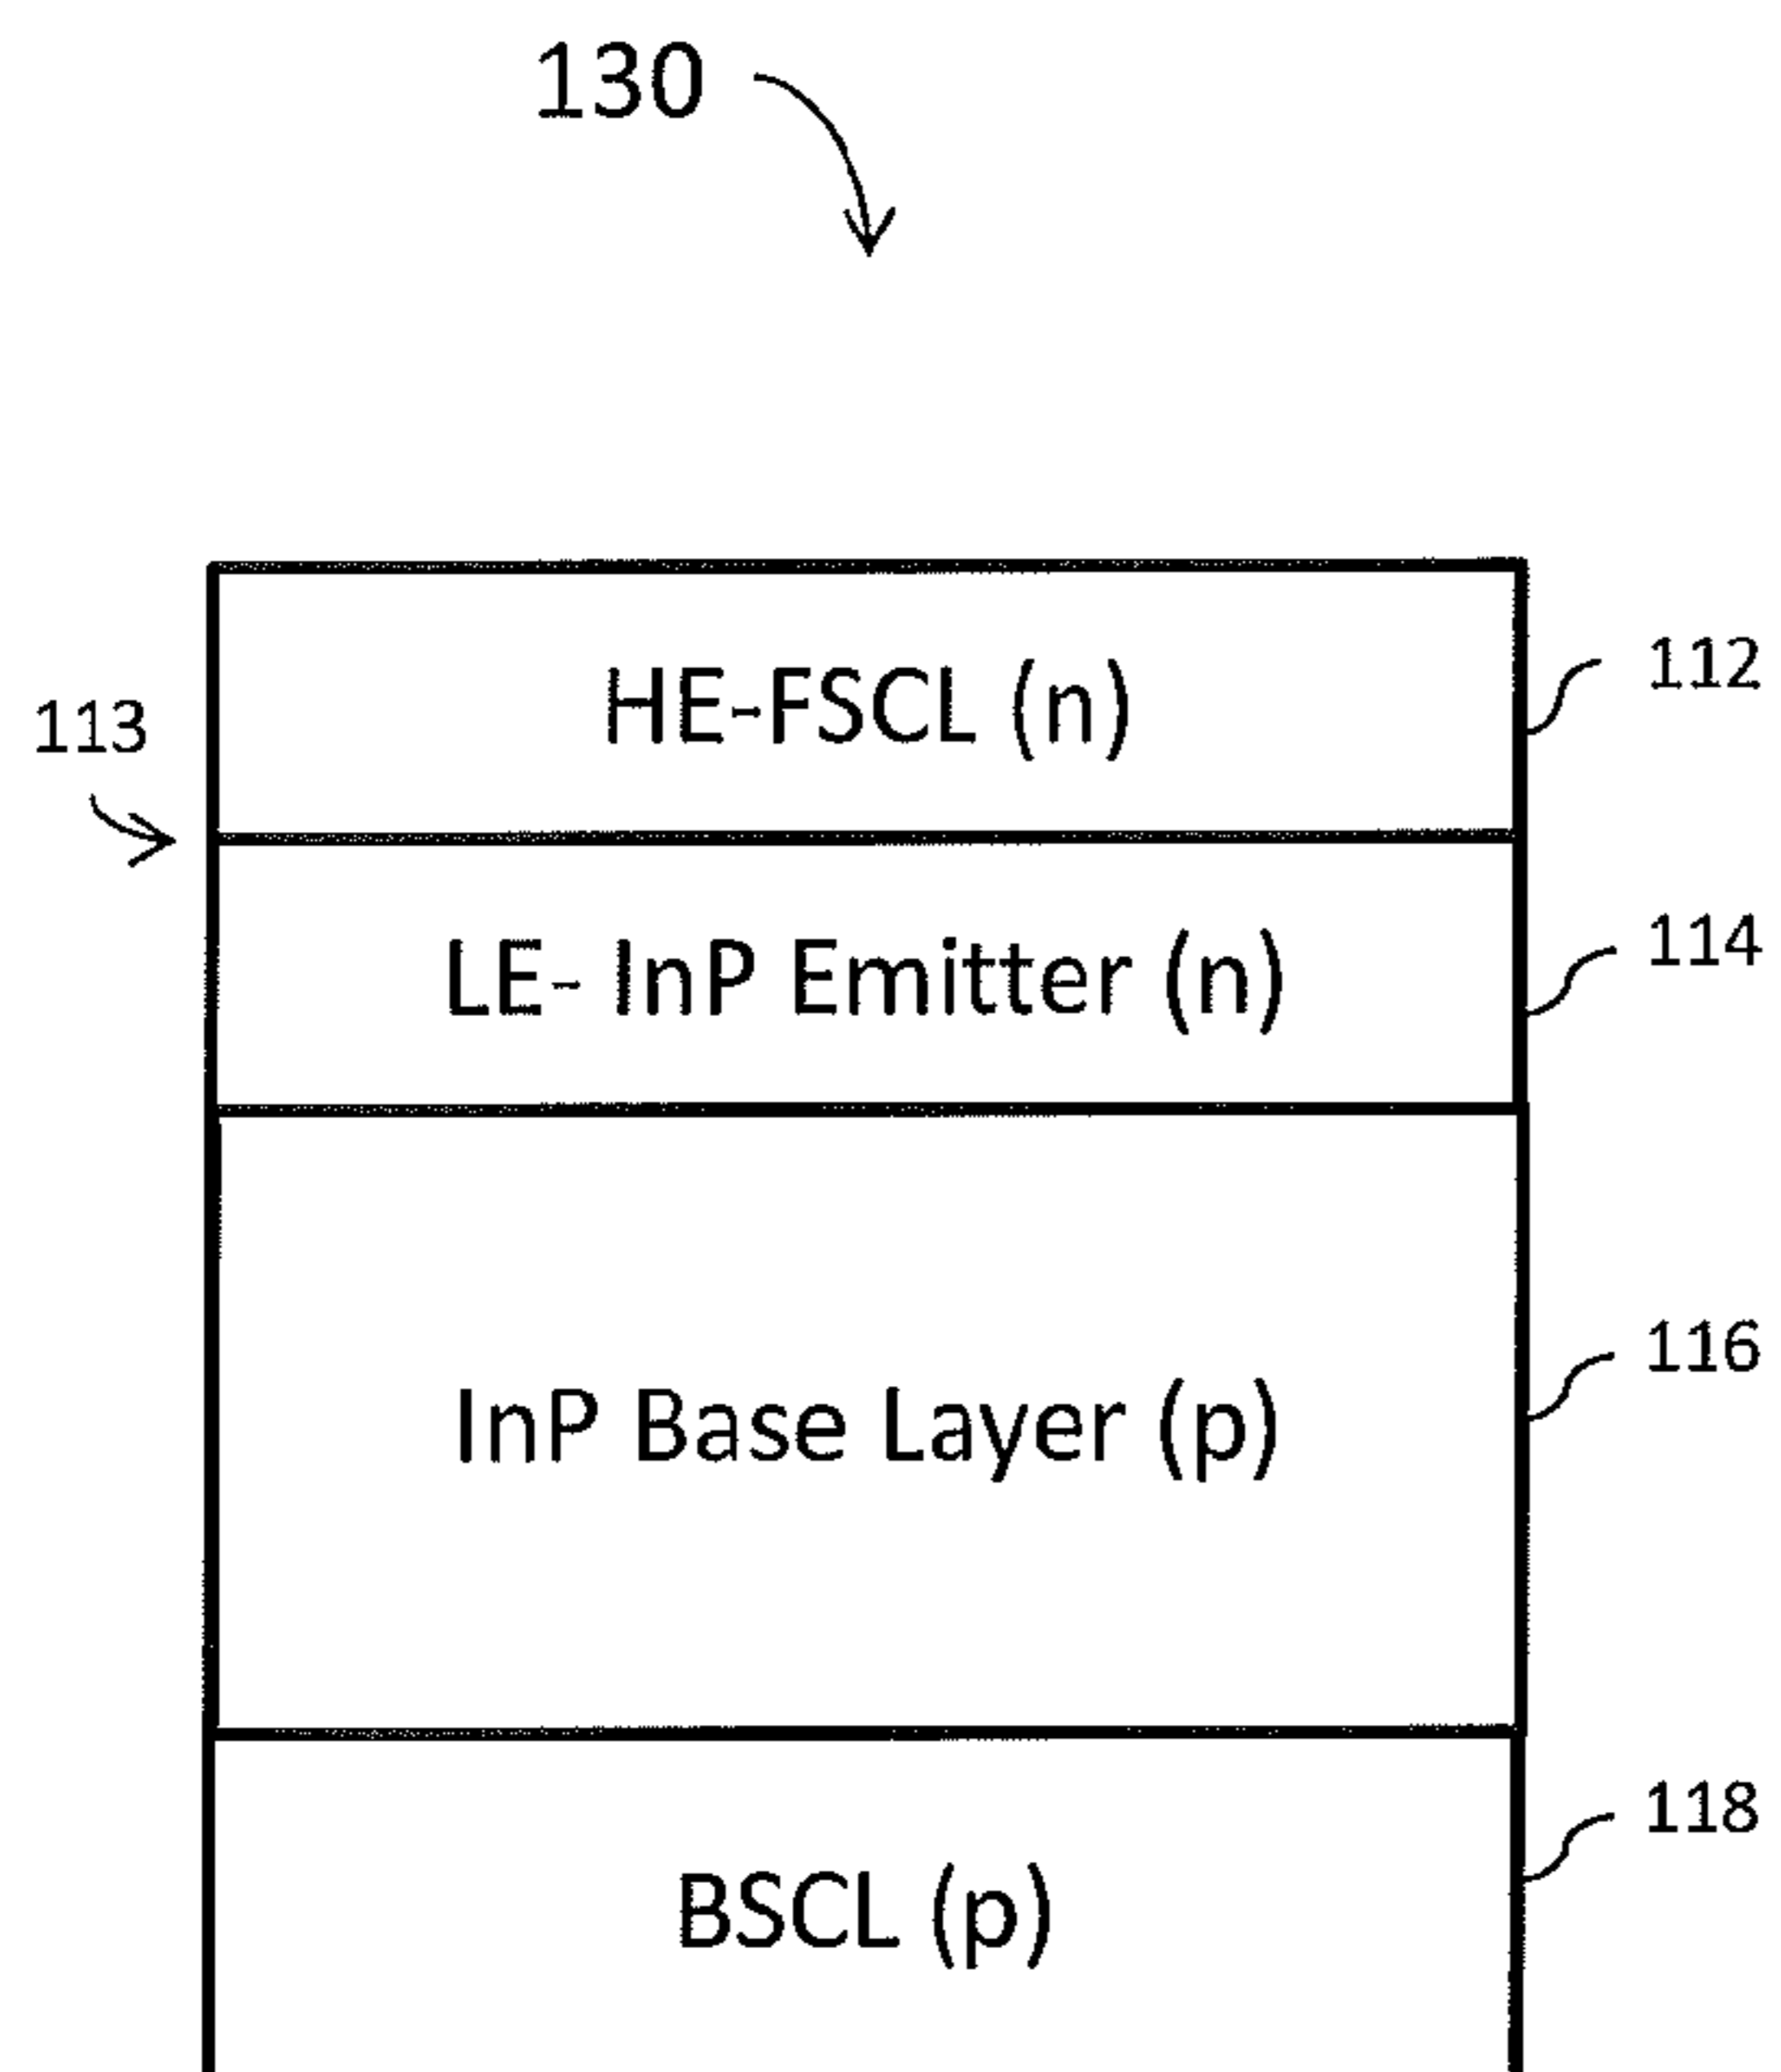 130
HE-FSCL (n)
112
113
LE- InP Emitter (n)
114
InP Base Layer (p)
116
BSCL (p)
118